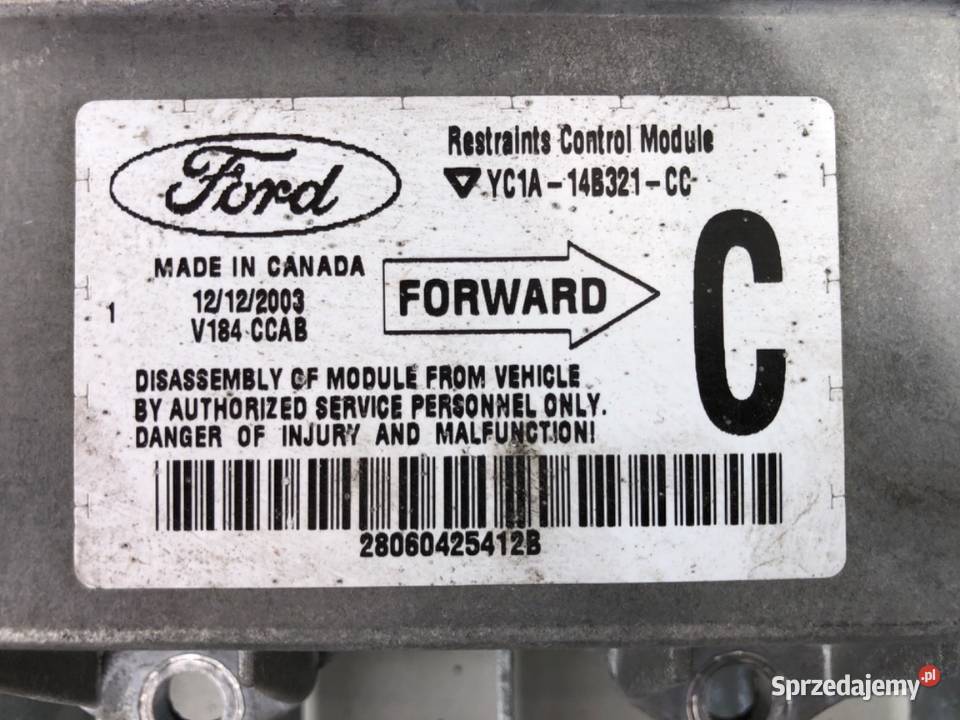 Ford
Restraints Control Module
YC1A-14B321-CC
MADE IN CANADA
12/12/2003
V184 CCAB
1
FORWARD
C
DISASSEMBLY OF MODULE FROM VEHICLE
BY AUTHORIZED SERVICE PERSONNEL ONLY.
DANGER OF INJURY AND MALFUNCTION!
28060425412B
Sprzedajemy.pl